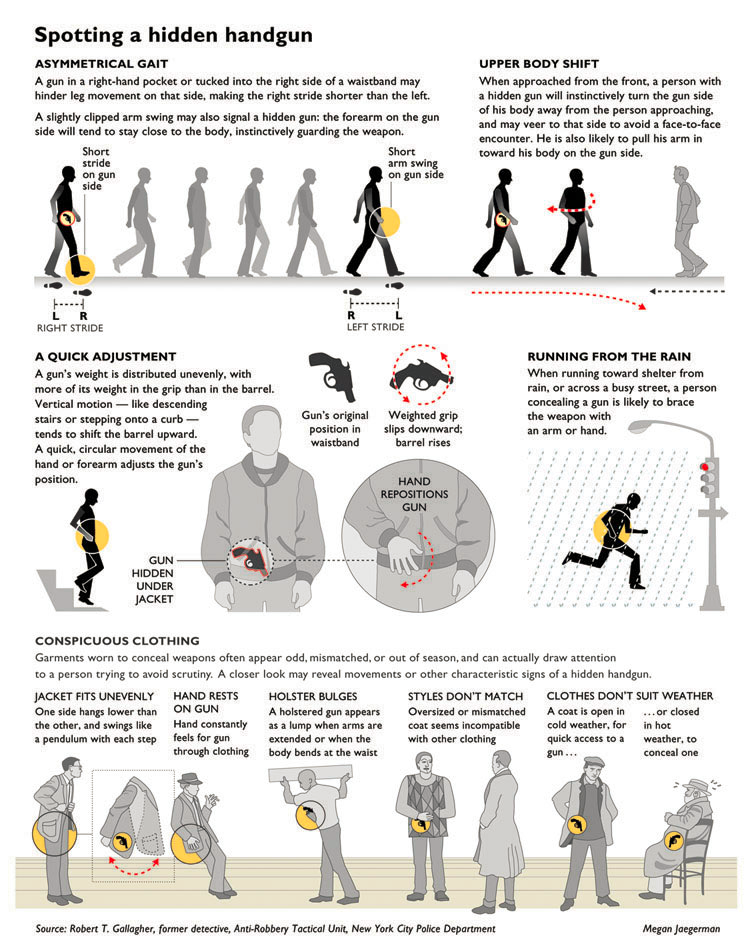 Spotting a hidden handgun
ASYMMETRICAL GAIT
A gun in a right-hand pocket or tucked into the right side of a waistband may
hinder leg movement on that side, making the right stride shorter than the left.
A slightly clipped arm swing may also signal a hidden gun: the forearm on the gun
side will tend to stay close to the body, instinctively guarding the weapon.
Short
stride
on gun
side
Short
arm swing
on gun side
L R
RIGHT STRIDE
R L
LEFT STRIDE
UPPER BODY SHIFT
When approached from the front, a person with
a hidden gun will instinctively turn the gun side
of his body away from the person approaching,
and may veer to that side to avoid a face-to-face
encounter. He is also likely to pull his arm in
toward his body on the gun side.
A QUICK ADJUSTMENT
A gun's weight is distributed unevenly, with
more of its weight in the grip than in the barrel.
Vertical motion — like descending
stairs or stepping onto a curb —
tends to shift the barrel upward.
A quick, circular movement of the
hand or forearm adjusts the gun's
position.
Gun's original
position in
waistband
Weighted grip
slips downward;
barrel rises
HAND
REPOSITIONS
GUN
GUN
HIDDEN
UNDER
JACKET
RUNNING FROM THE RAIN
When running toward shelter from
rain, or across a busy street, a person
concealing a gun is likely to brace
the weapon with
an arm or hand.
CONSPICUOUS CLOTHING
Garments worn to conceal weapons often appear odd, mismatched, or out of season, and can actually draw attention
to a person trying to avoid scrutiny. A closer look may reveal movements or other characteristic signs of a hidden handgun.
JACKET FITS UNEVENLY
One side hangs lower than
the other, and swings like
a pendulum with each step
HAND RESTS
ON GUN
Hand constantly
feels for gun
through clothing
HOLSTER BULGES
A holstered gun appears
as a lump when arms are
extended or when the
body bends at the waist
STYLES DON'T MATCH
Oversized or mismatched
coat seems incompatible
with other clothing
CLOTHES DON'T SUIT WEATHER
A coat is open in
cold weather, for
quick access to a
gun . . .
. . . or closed
in hot
weather, to
conceal one
Source: Robert T. Gallagher, former detective, Anti-Robbery Tactical Unit, New York City Police Department
Megan Jaegerman